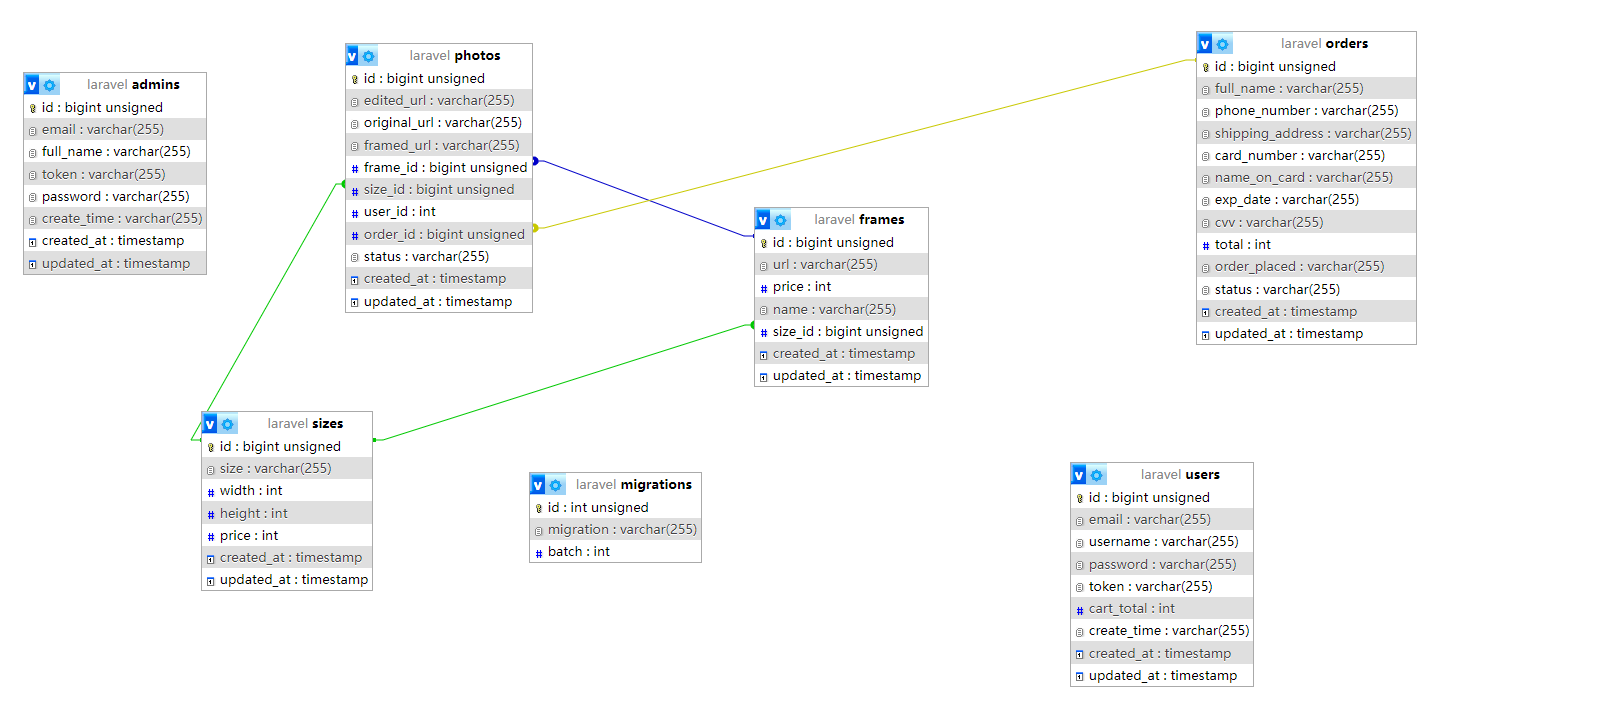 v laravel admins
id : bigint unsigned
email : varchar(255)
full_name : varchar(255)
token : varchar(255)
password : varchar(255)
create_time : varchar(255)
created_at : timestamp
updated_at : timestamp
v laravel photos
id : bigint unsigned
edited_url : varchar(255)
original_url : varchar(255)
framed_url : varchar(255)
# frame_id : bigint unsigned
# size_id : bigint unsigned
# user_id : int
# order_id : bigint unsigned
status : varchar(255)
created_at : timestamp
updated_at : timestamp
v laravel orders
id : bigint unsigned
full_name : varchar(255)
phone_number : varchar(255)
shipping_address : varchar(255)
card_number : varchar(255)
name_on_card : varchar(255)
exp_date : varchar(255)
cvv : varchar(255)
# total : int
order_placed : varchar(255)
status : varchar(255)
created_at : timestamp
updated_at : timestamp
v laravel frames
id : bigint unsigned
url : varchar(255)
# price : int
name : varchar(255)
# size_id : bigint unsigned
created_at : timestamp
updated_at : timestamp
v laravel sizes
id : bigint unsigned
size : varchar(255)
# width : int
# height : int
# price : int
created_at : timestamp
updated_at : timestamp
v laravel migrations
id : int unsigned
migration : varchar(255)
# batch : int
v laravel users
id : bigint unsigned
email : varchar(255)
username : varchar(255)
password : varchar(255)
token : varchar(255)
# cart_total : int
create_time : varchar(255)
created_at : timestamp
updated_at : timestamp